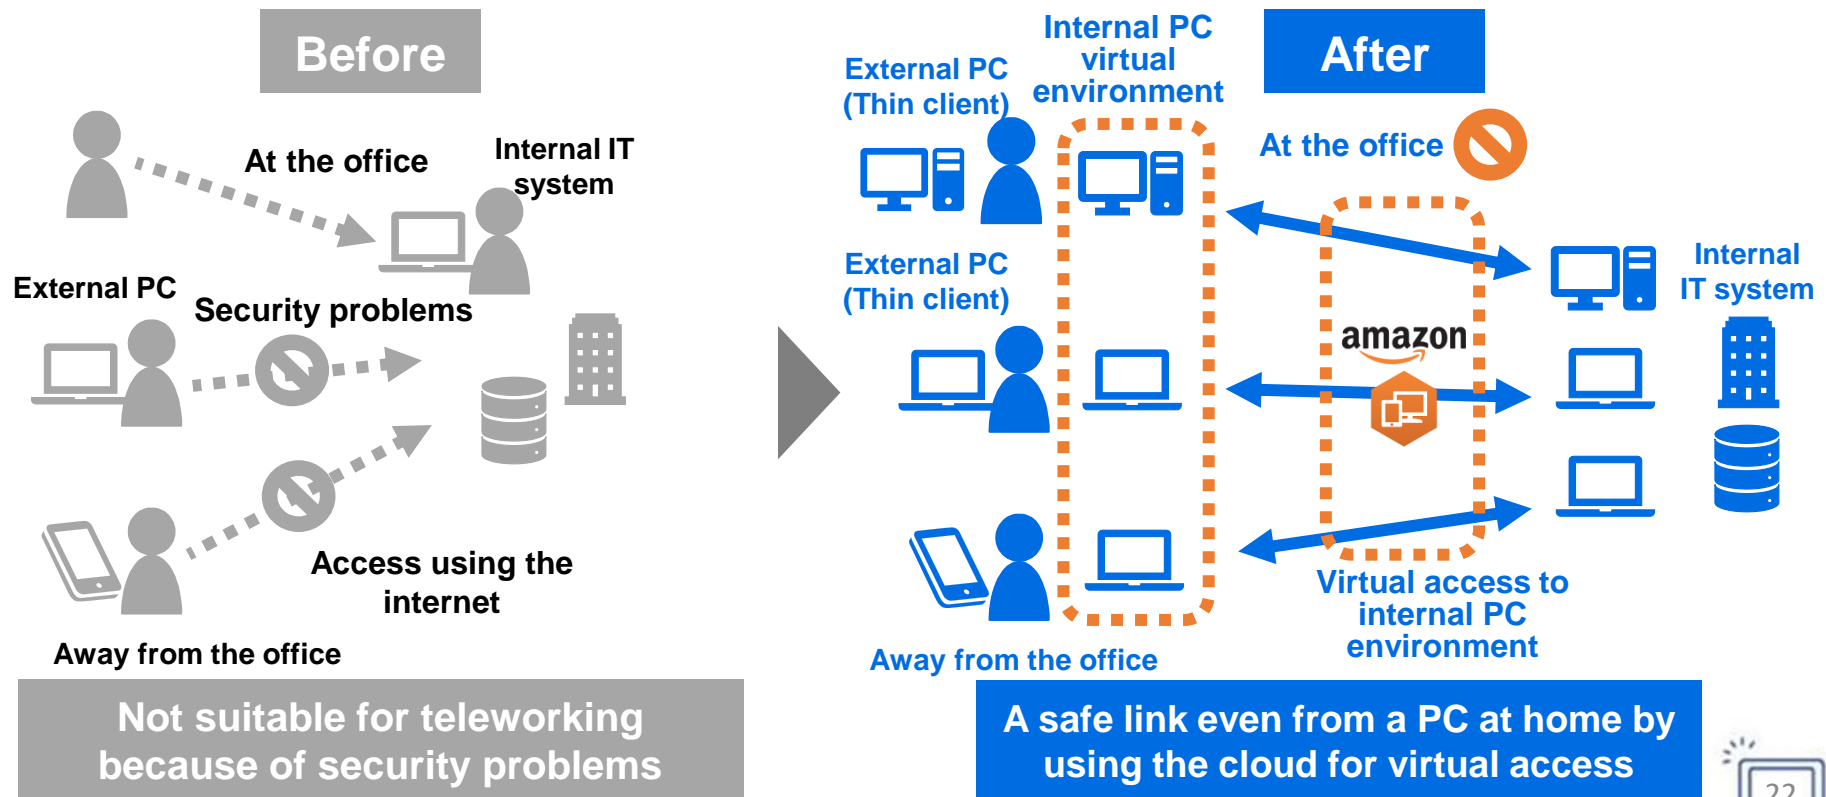 Before
At the office
Internal IT
system
External PC
Security problems
Access using the
internet
Away from the office
Not suitable for teleworking
because of security problems
After
External PC
(Thin client)
Internal PC
virtual
environment
At the office
External PC
(Thin client)
Internal
IT system
amazon
Virtual access to
internal PC
environment
Away from the office
A safe link even from a PC at home by
using the cloud for virtual access
22